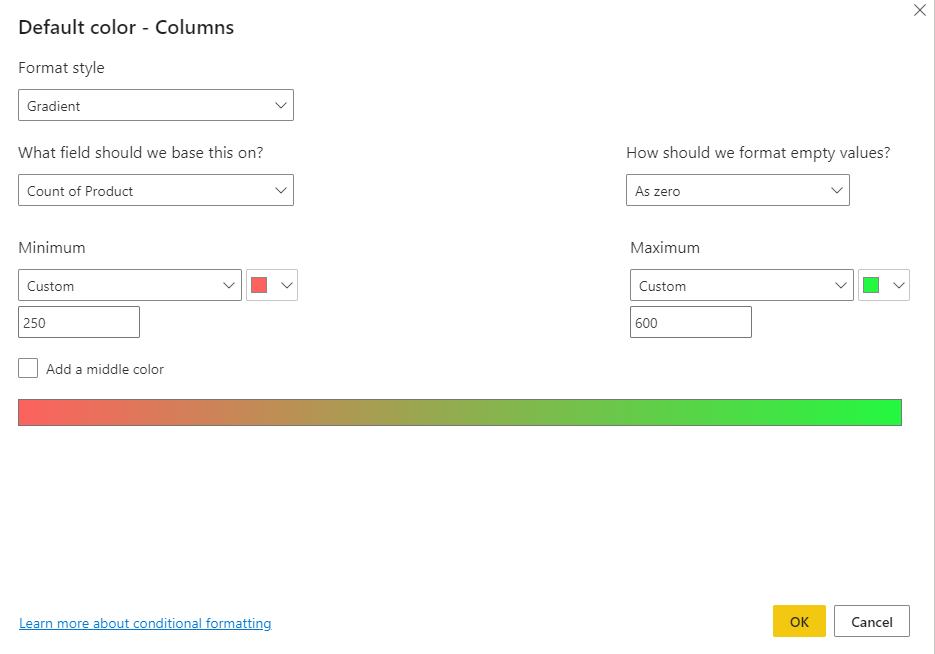 Default color - Columns
Format style
Gradient
What field should we base this on?
How should we format empty values?
Count of Product
As zero
Minimum
Maximum
Custom
Custom
250
600
Add a middle color
Learn more about conditional formatting
OK
Cancel